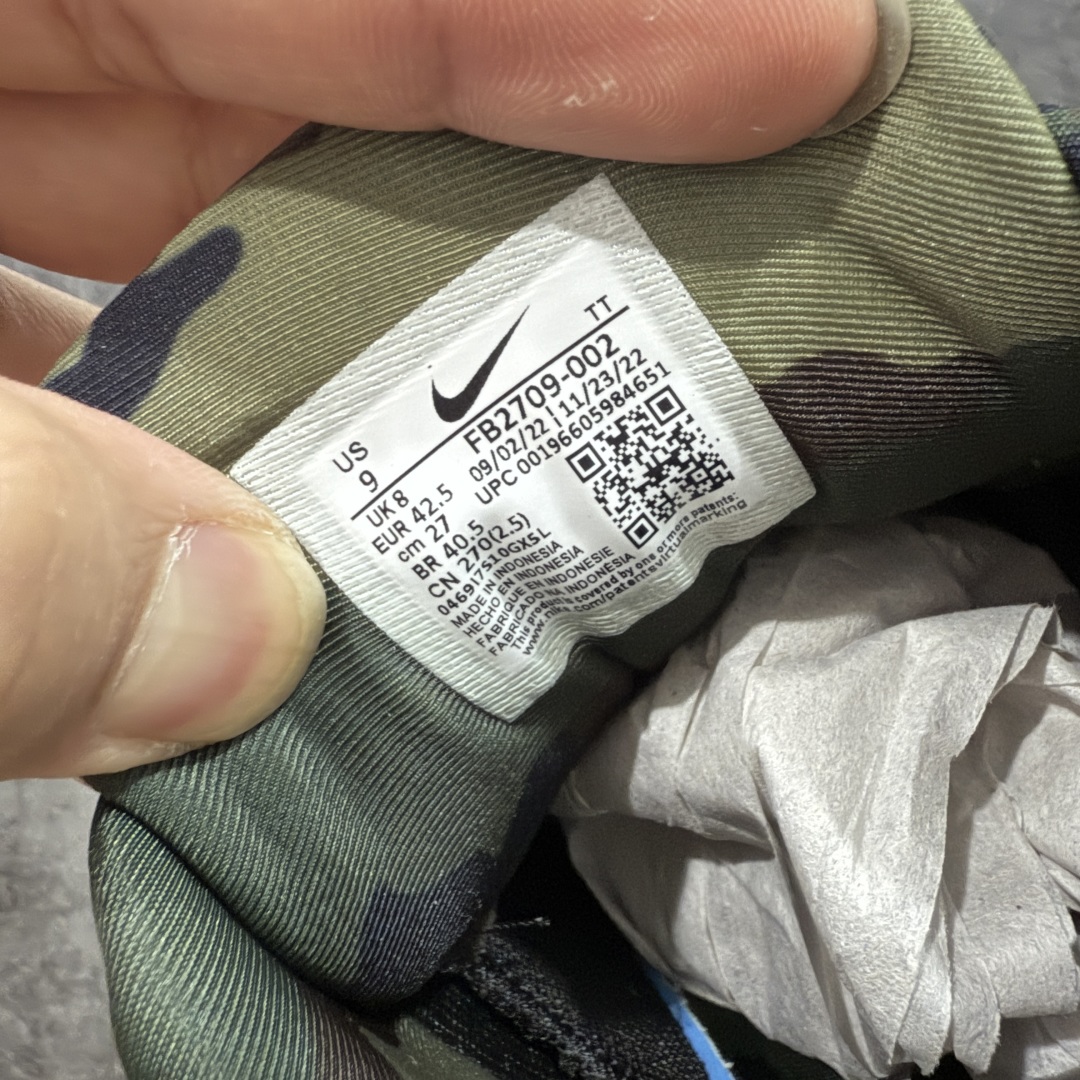 TT
US
9
FB2709-002
UK 8
09/02/22 | 11/23/22
EUR 42.5
UPC 00196605984651
cm 27
BR 40.5
CN 270(2.5)
MADE IN INDONESIA
HECHO EN INDONESIA
FABRIQUE EN INDONESIE
FABRICADO NA INDONESIA
This product is covered by one or more patents:
www.nike.com/patentsvirtualmarking